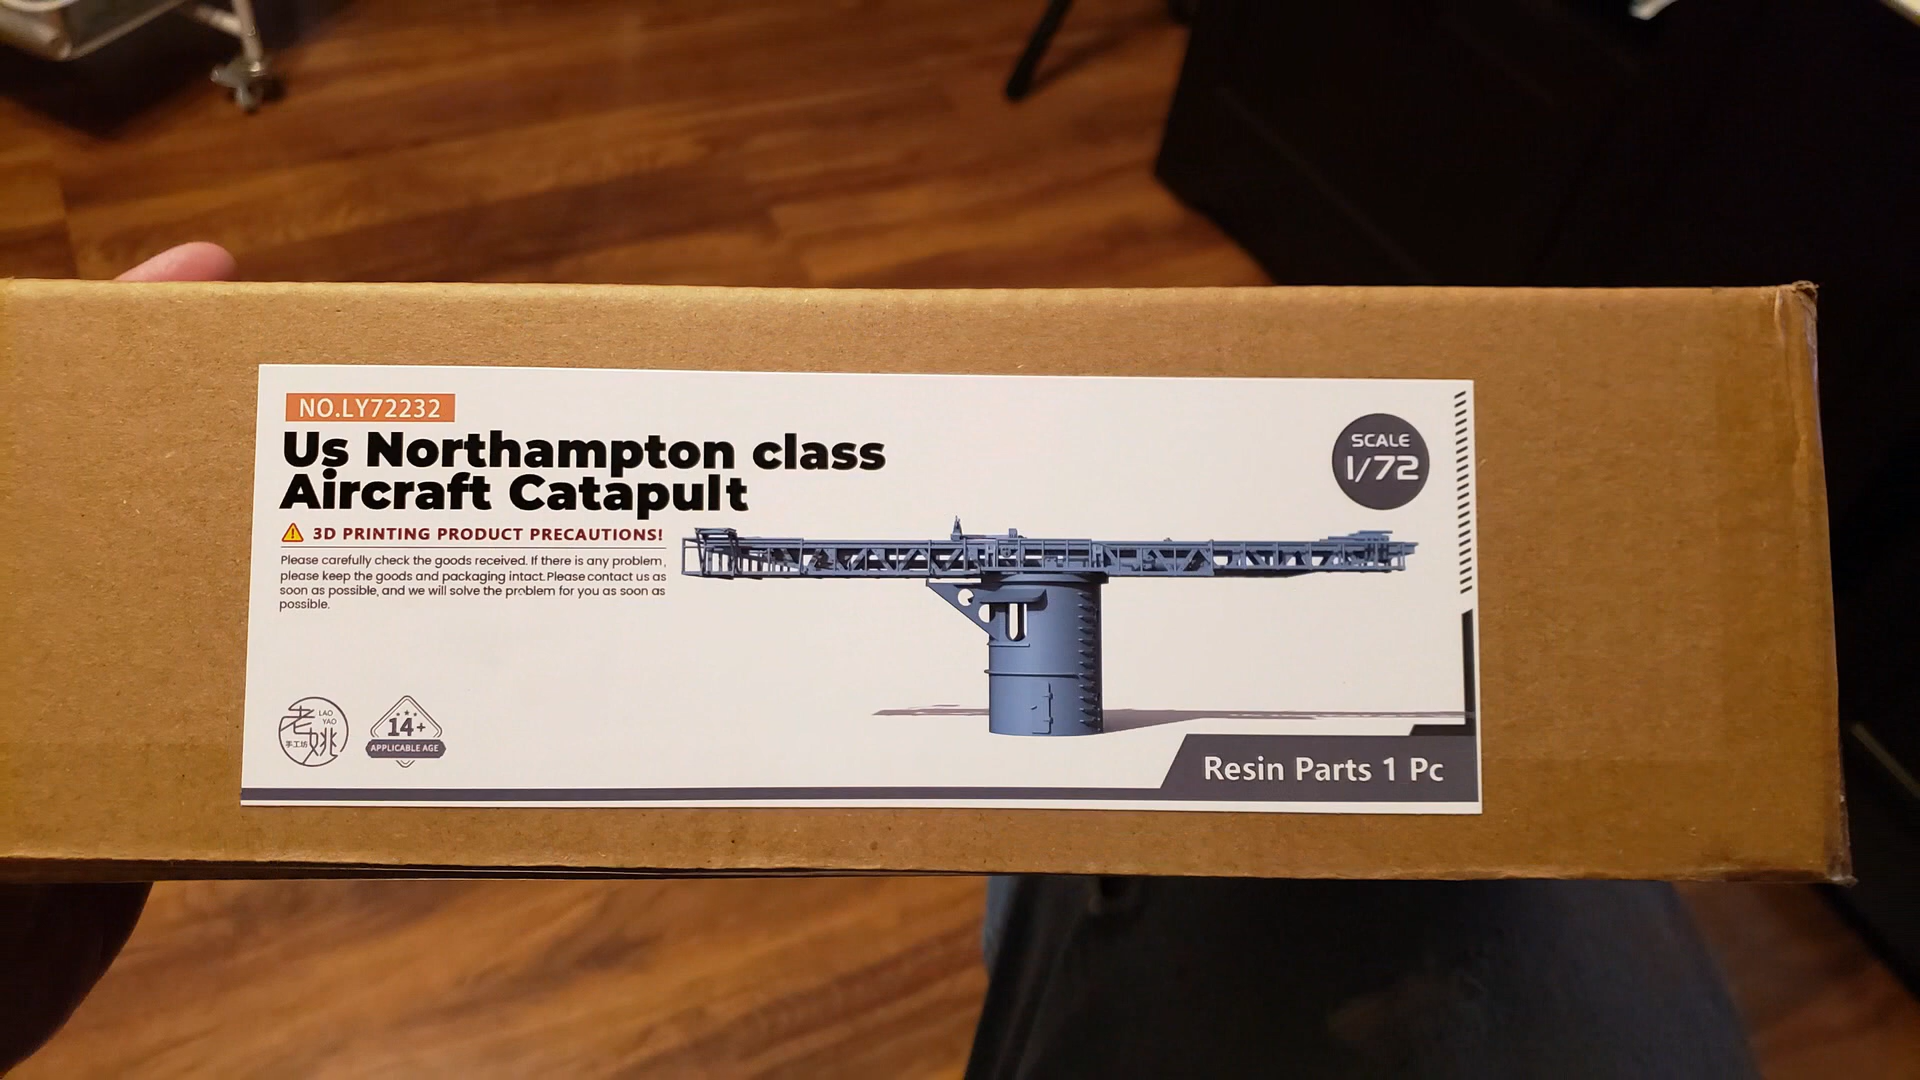 NO.LY72232
Us Northampton class
Aircraft Catapult
SCALE
1/72
3D PRINTING PRODUCT PRECAUTIONS!
Please carefully check the goods received. If there is any problem,
please keep the goods and packaging intact.Please contact us as
soon as possible, and we will solve the problem for you as soon as
possible.
老姚
LAO
YAO
手工坊
14+
APPLICABLE AGE
Resin Parts 1 Pc